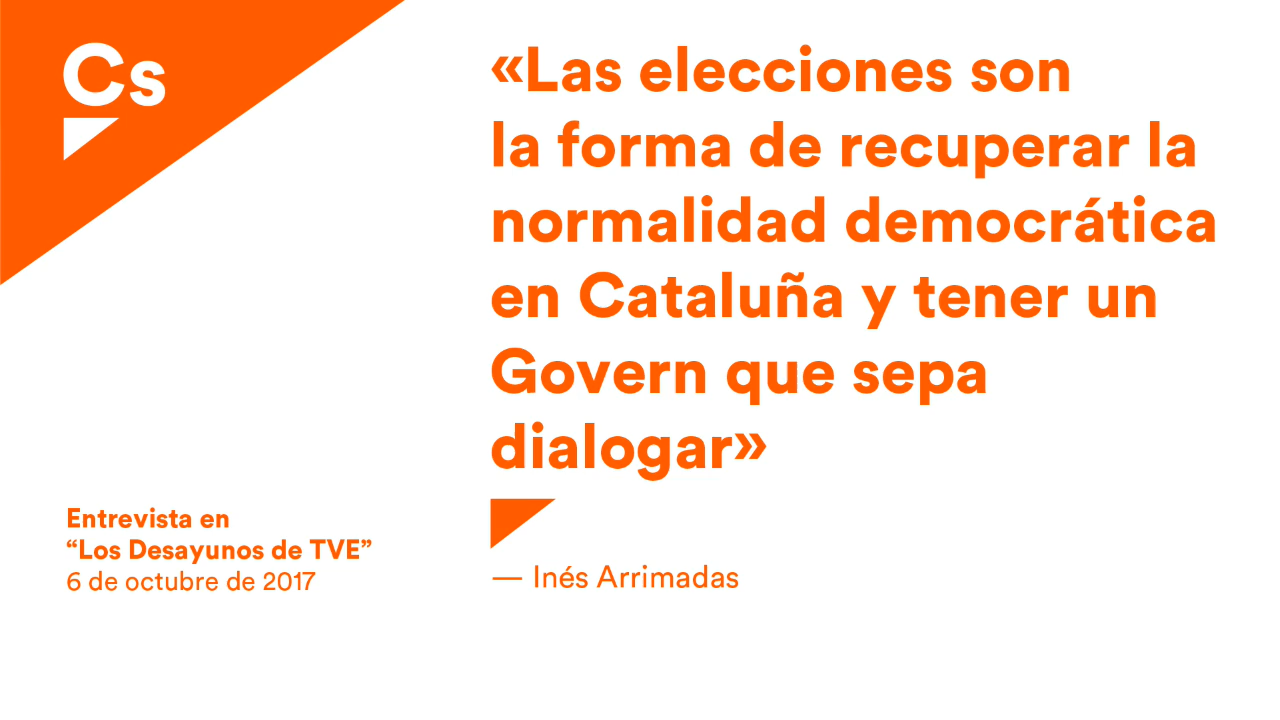 Cs
«Las elecciones son
la forma de recuperar la
normalidad democrática
en Cataluña y tener un
Govern que sepa
dialogar»
— Inés Arrimadas
Entrevista en
“Los Desayunos de TVE”
6 de octubre de 2017